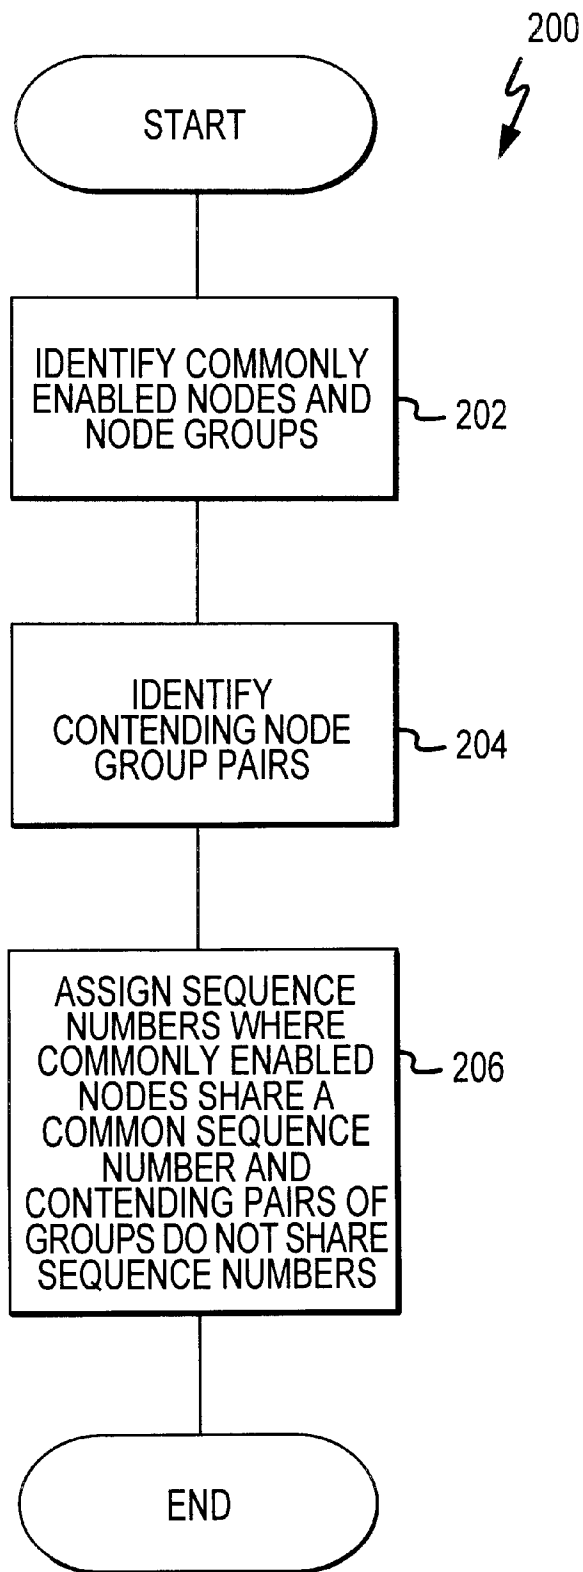 200
START
IDENTIFY COMMONLY
ENABLED NODES AND
NODE GROUPS
202
IDENTIFY
CONTENDING NODE
GROUP PAIRS
204
ASSIGN SEQUENCE
NUMBERS WHERE
COMMONLY ENABLED
NODES SHARE A
COMMON SEQUENCE
NUMBER AND
CONTENDING PAIRS OF
GROUPS DO NOT SHARE
SEQUENCE NUMBERS
206
END